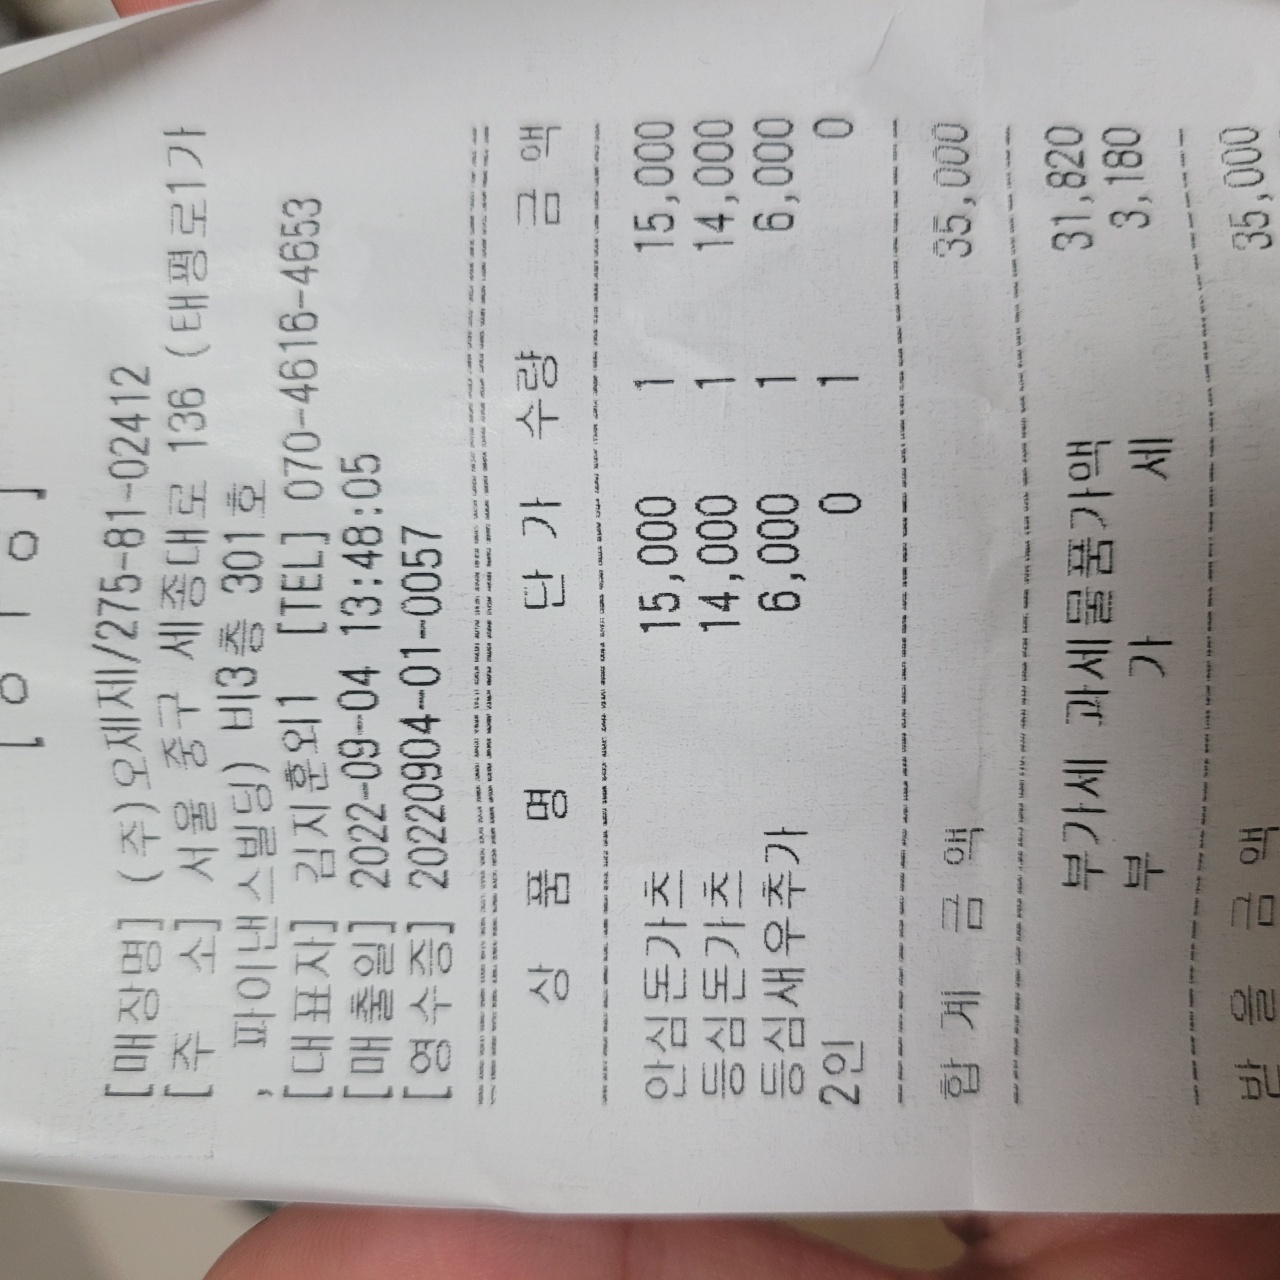 [매장명] (주)오제제/275-81-02412
[주 소] 서울 중구 세종대로 136 (태평로1가
, 파이낸스빌딩) 비3층 301호
[대표자] 김지훈외1 [TEL] 070-4616-4653
[매출일] 2022-09-04 13:48:05
[영수증] 20220904-01-0057
상 품 명 단 가 수량 금 액
안심돈가츠 15,000 1 15,000
등심돈가츠 14,000 1 14,000
등심새우추가 6,000 1 6,000
2인 0 1 0
합 계 금 액 35,000
부가세 과세물품가액 31,820
부 가 세 3,180
받 을 금 액 35,000